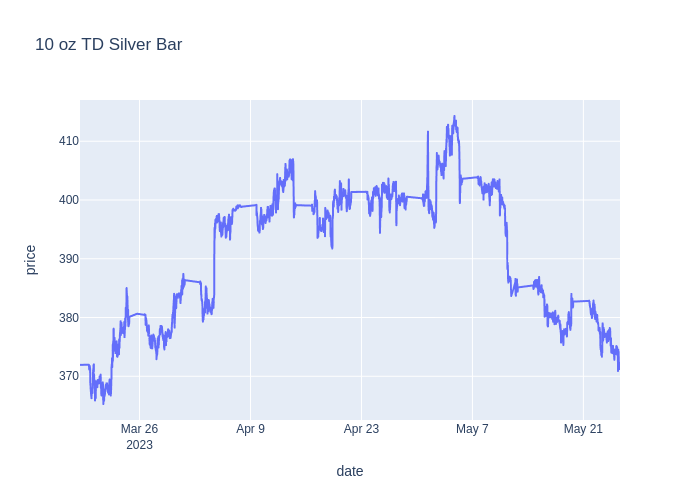 10 oz TD Silver Bar
price
410
400
390
380
370
Mar 26
2023
Apr 9
Apr 23
May 7
May 21
date